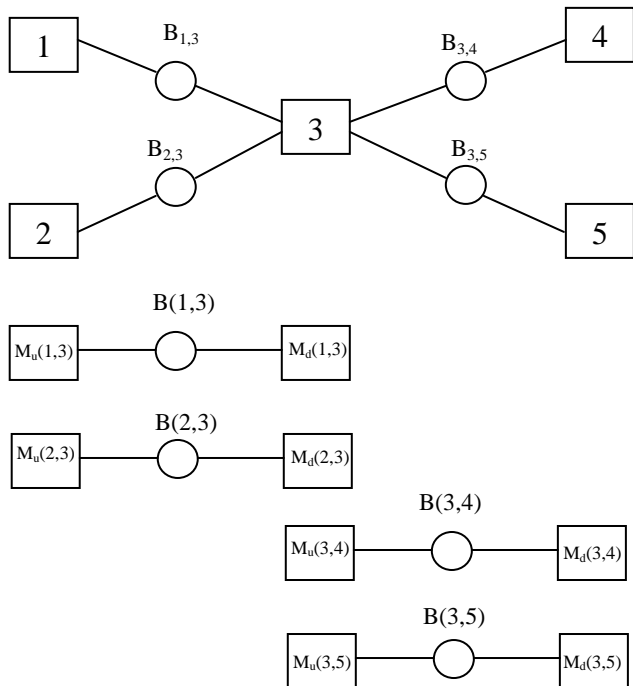 1
B1,3
B3,4
4
3
B2,3
B3,5
2
5
B(1,3)
Mu(1,3)
Md(1,3)
B(2,3)
Mu(2,3)
Md(2,3)
B(3,4)
Mu(3,4)
Md(3,4)
B(3,5)
Mu(3,5)
Md(3,5)